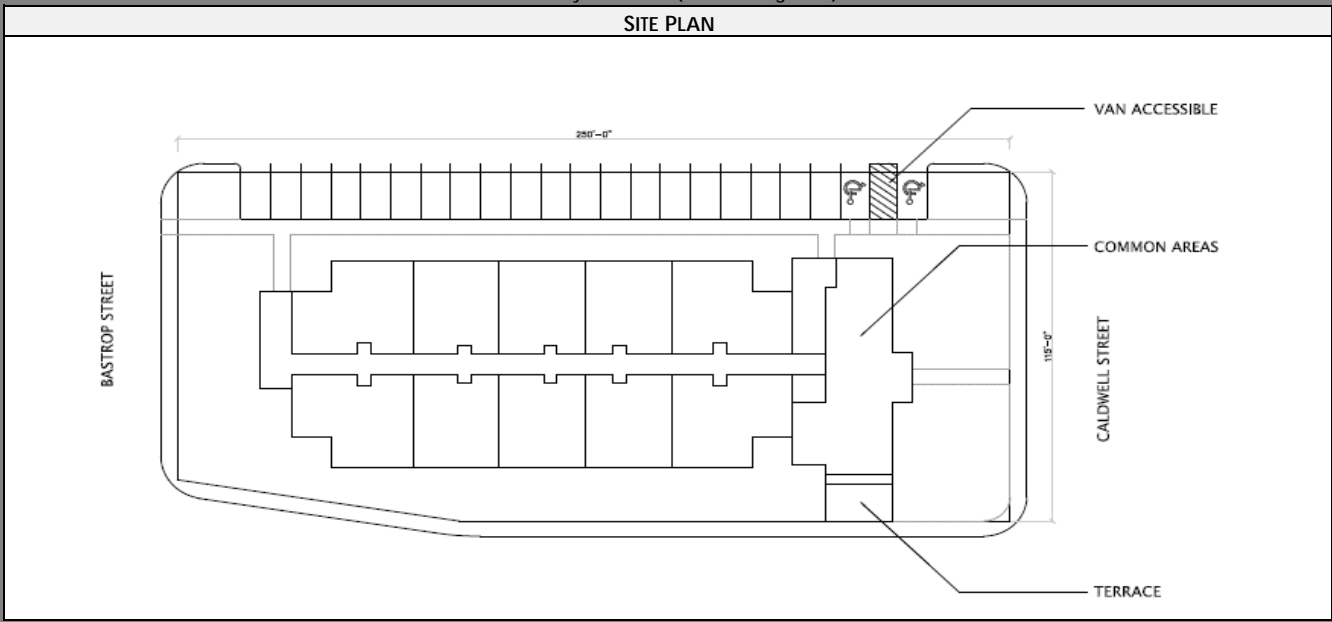 SITE PLAN
VAN ACCESSIBLE
250'-0"
COMMON AREAS
BASTROP STREET
115'-0"
CALDWELL STREET
TERRACE